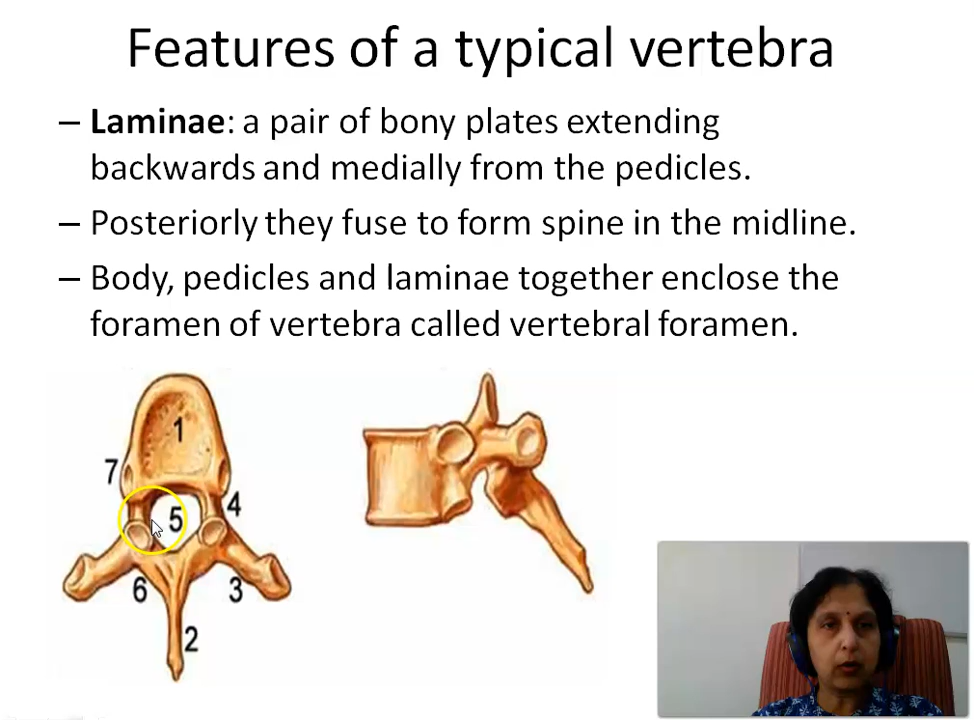 Features of a typical vertebra
– Laminae: a pair of bony plates extending
backwards and medially from the pedicles.
– Posteriorly they fuse to form spine in the midline.
– Body, pedicles and laminae together enclose the
foramen of vertebra called vertebral foramen.
1
7
4
5
6
3
2